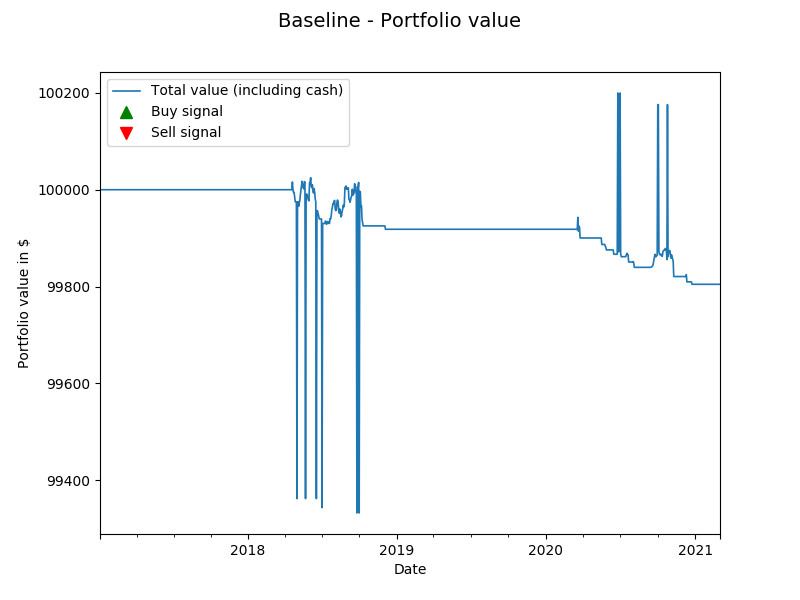 Baseline - Portfolio value
Total value (including cash)
Buy signal
Sell signal
100200
100000
99800
99600
99400
Portfolio value in $
2018
2019
2020
2021
Date